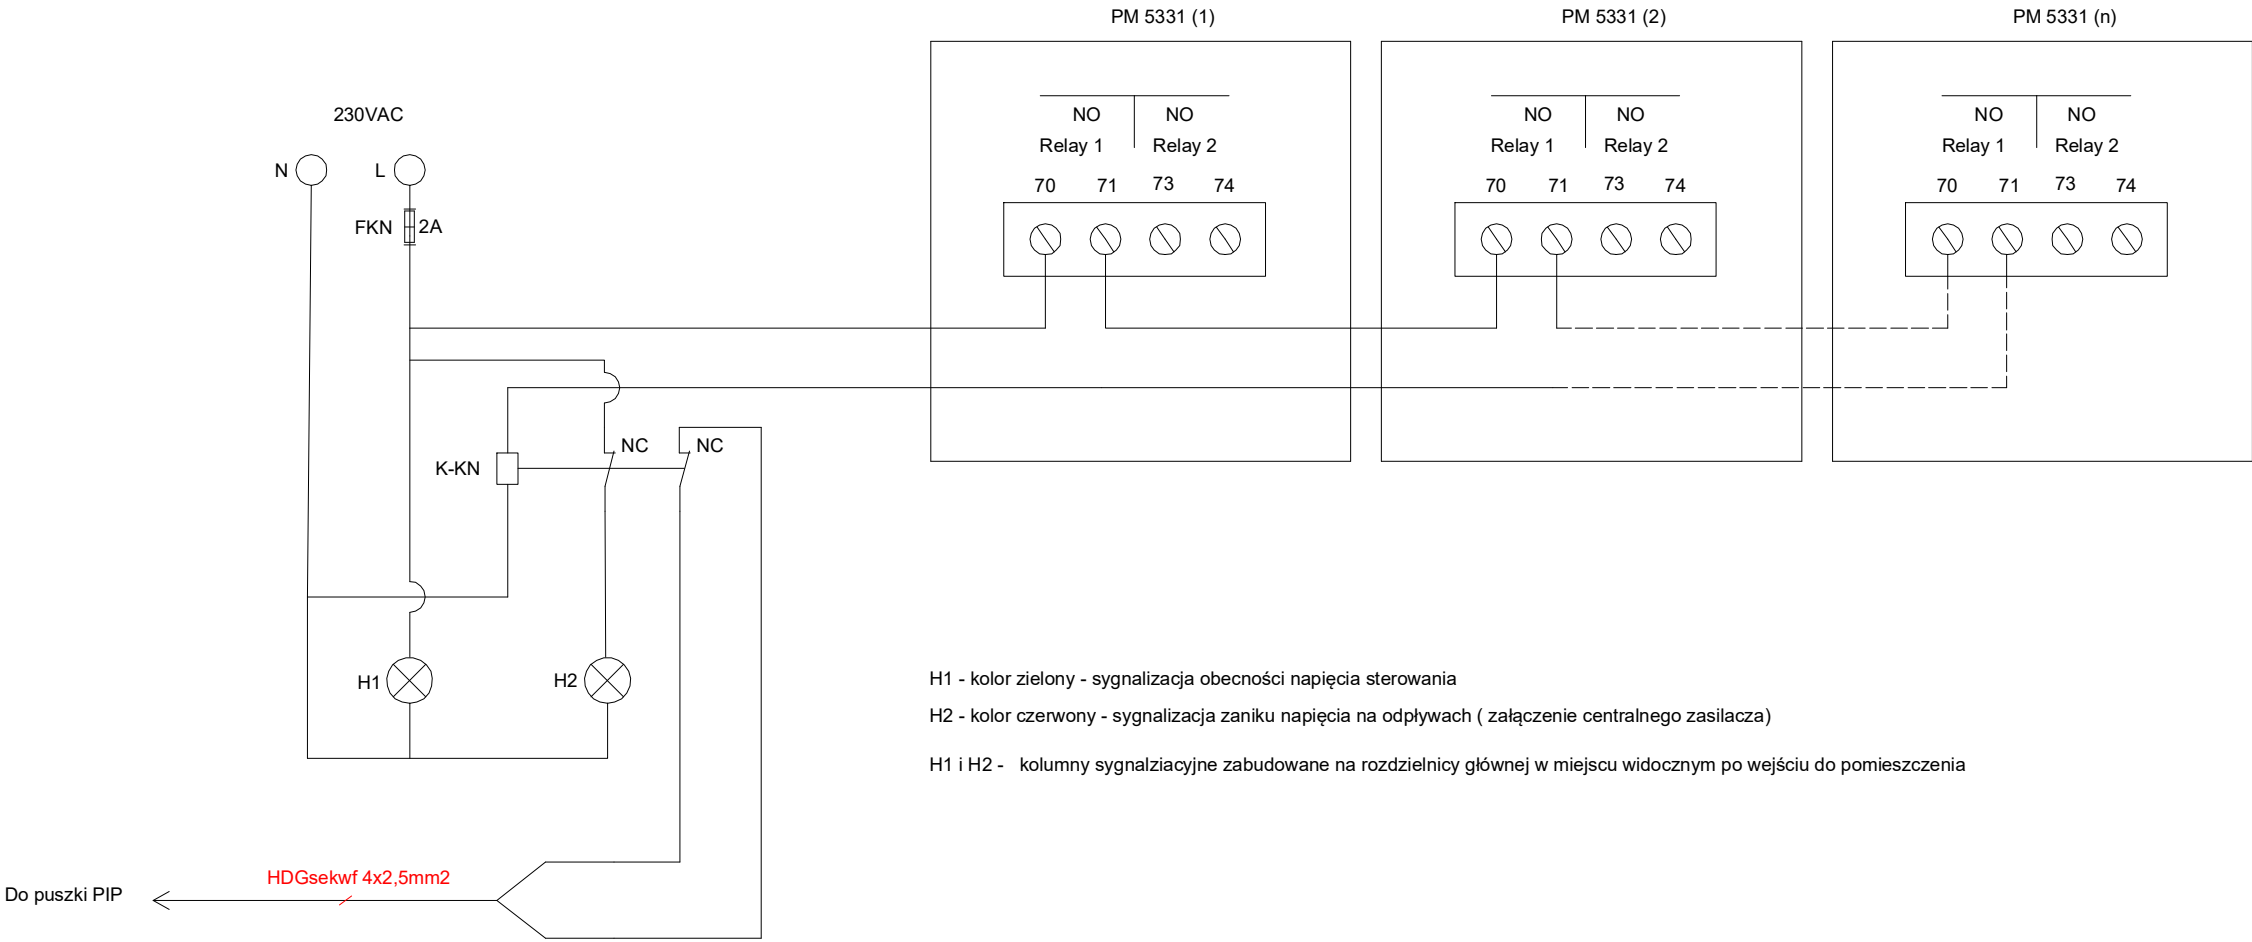 PM 5331 (1)
PM 5331 (2)
PM 5331 (n)
230VAC
N
L
FKN
2A
NO
NO
Relay 1
Relay 2
70
71
73
74
NO
NO
Relay 1
Relay 2
70
71
73
74
NO
NO
Relay 1
Relay 2
70
71
73
74
K-KN
NC
NC
H1
H2
H1 - kolor zielony - sygnalizacja obecności napięcia sterowania
H2 - kolor czerwony - sygnalizacja zaniku napięcia na odpływach ( załączenie centralnego zasilacza)
H1 i H2 - kolumny sygnalziacyjne zabudowane na rozdzielnicy głównej w miejscu widocznym po wejściu do pomieszczenia
HDGsekwf 4x2,5mm2
Do puszki PIP